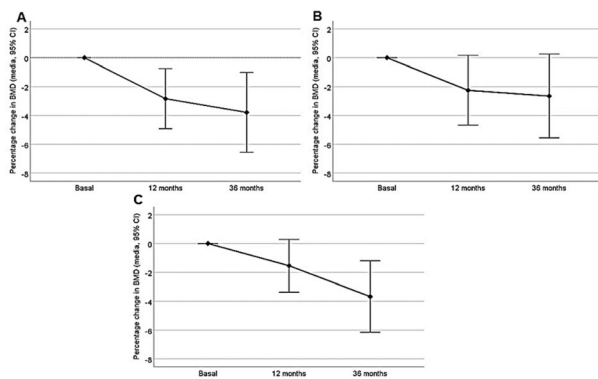 A
Percentage change in BMD (media, 95% CI)
2
0
-2
-4
-6
-8
Basal
12 months
36 months
B
Percentage change in BMD (media, 95% CI)
2
0
-2
-4
-6
-8
Basal
12 months
36 months
C
Percentage change in BMD (media, 95% CI)
2
0
-2
-4
-6
-8
Basal
12 months
36 months